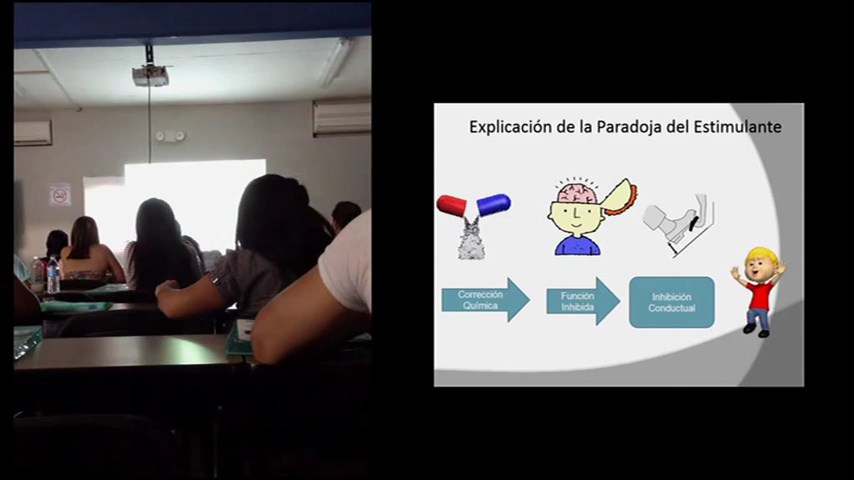 Explicación de la Paradoja del Estimulante
Corrección
Química
Función
Inhibida
Inhibición
Conductual